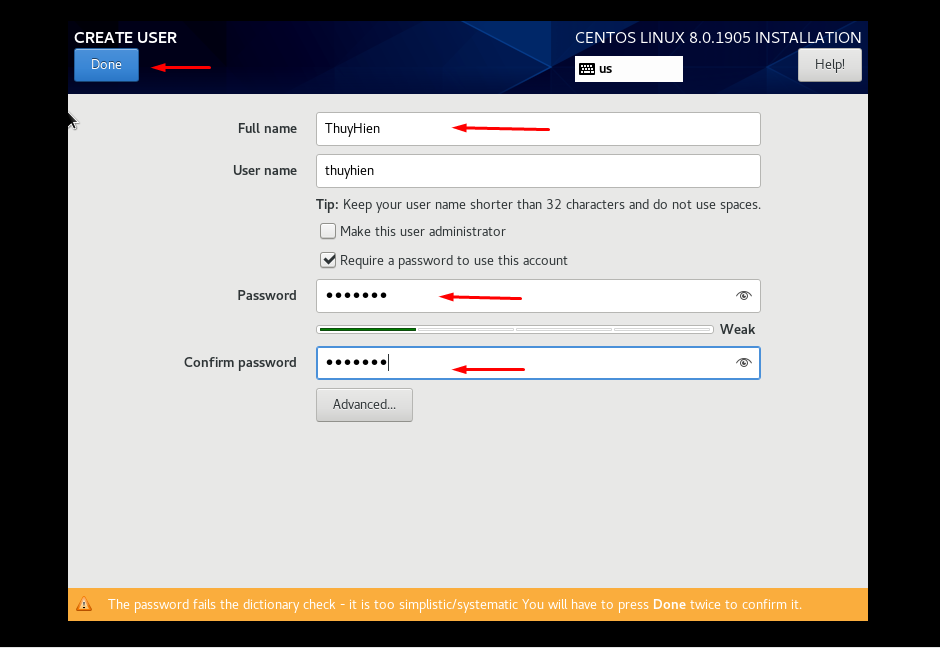 CREATE USER
CENTOS LINUX 8.0.1905 INSTALLATION
Done
us
Help!
Full name
ThuyHien
User name
thuyhien
Tip: Keep your user name shorter than 32 characters and do not use spaces.
Make this user administrator
Require a password to use this account
Password
●●●●●●●
Weak
Confirm password
●●●●●●●
Advanced...
The password fails the dictionary check - it is too simplistic/systematic You will have to press Done twice to confirm it.